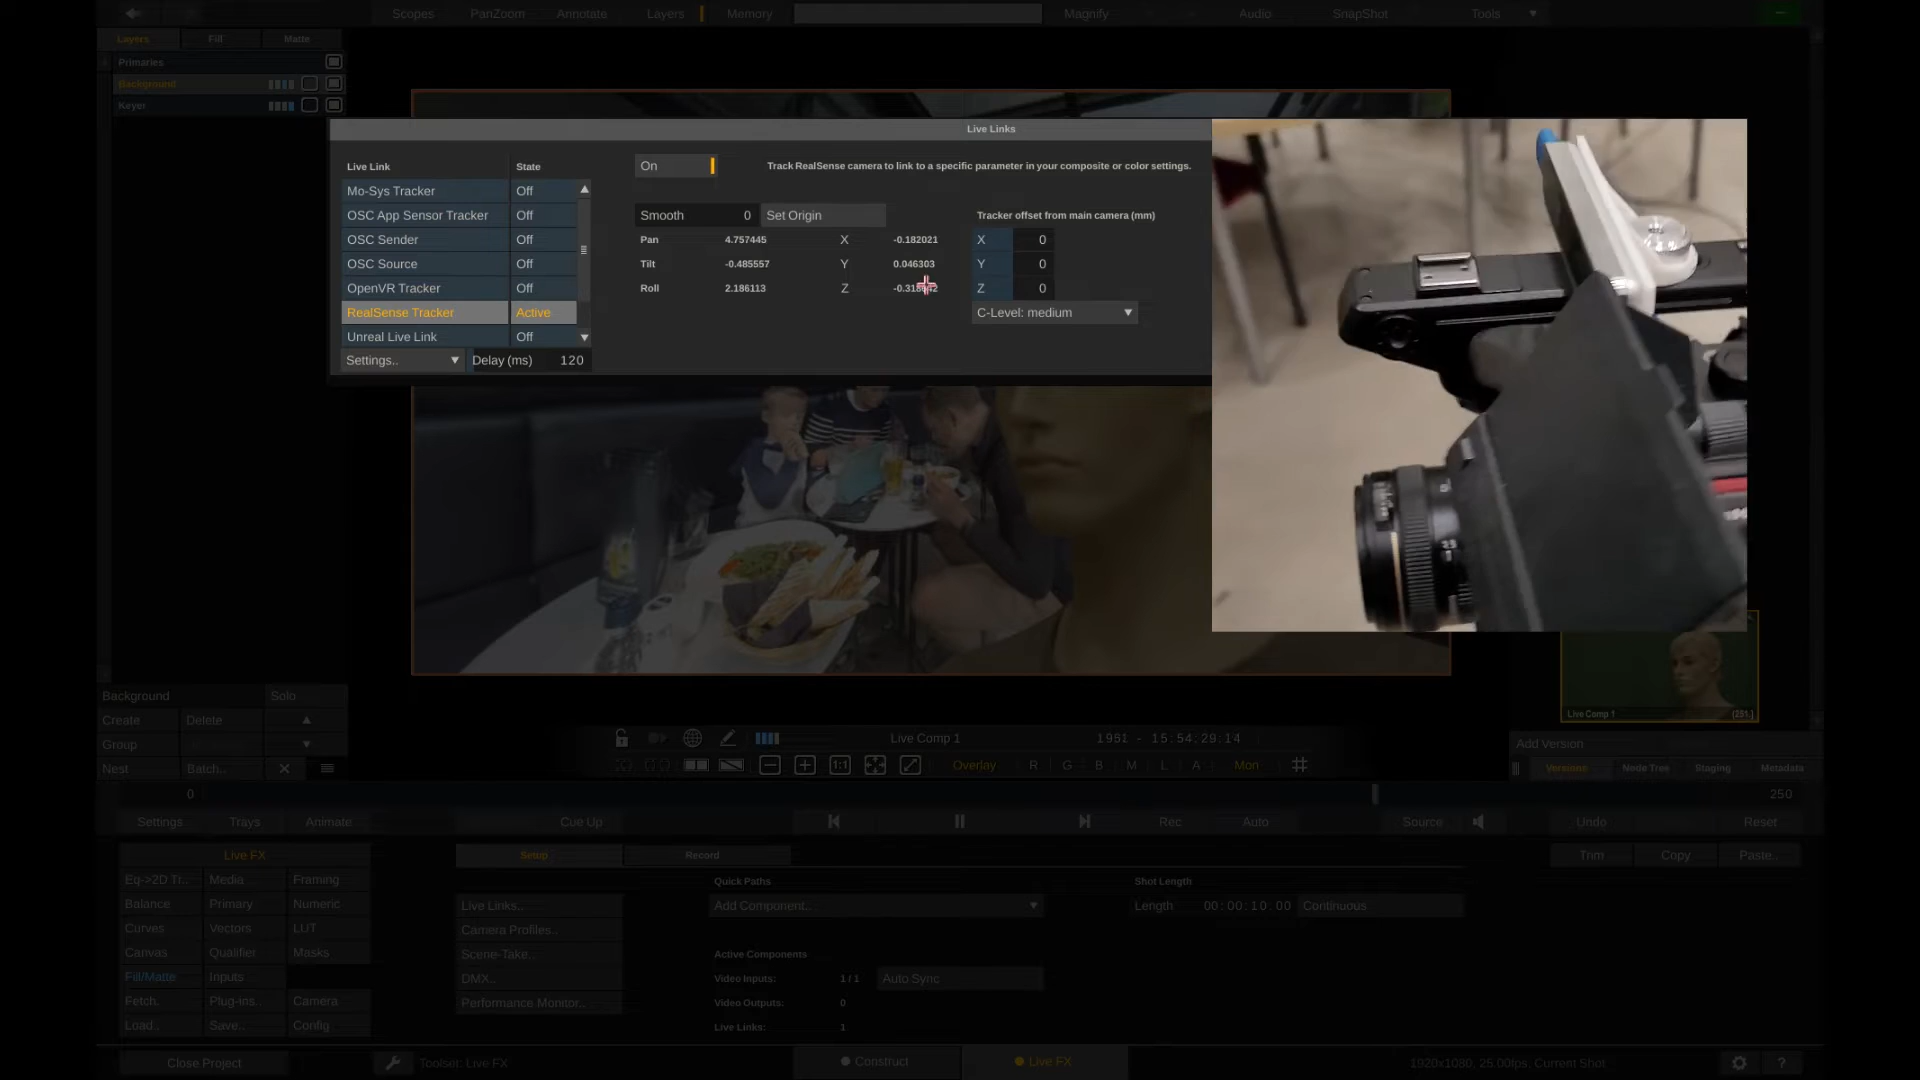 Scopes PanZoom Annotate Layers Memory Magnify Audio SnapShot Tools
Layers Fill Matte
Primaries
Background
Keyer
Live Links
Live Link State
On
Track RealSense camera to link to a specific parameter in your composite or color settings.
Mo-Sys Tracker Off
OSC App Sensor Tracker Off
OSC Sender Off
OSC Source Off
OpenVR Tracker Off
RealSense Tracker Active
Unreal Live Link Off
Settings.. Delay (ms) 120
Smooth 0 Set Origin
Pan 4.757445 X -0.182021
Tilt -0.485557 Y 0.046303
Roll 2.186113 Z
Tracker offset from main camera (mm)
X 0
Y 0
Z 0
C-Level: medium
Live Comp 1 (251)
Background Solo
Create Delete
Group
Nest Batch..
Live Comp 1 1961 - 15:54:29:14
1:1 Overlay R G B M L A Mon
Add Version
Versions Node Tree Staging Metadata
0 250
Settings Trays Animate Cue Up Rec Auto Source Undo Reset
Live FX
Eq->2D Tr.. Media Framing
Balance Primary Numeric
Curves Vectors LUT
Canvas Qualifier Masks
Fill/Matte Inputs
Fetch. Plug-ins.. Camera
Load.. Save.. Config
Setup Record
Live Links..
Camera Profiles..
Scene-Take..
DMX..
Performance Monitor..
Quick Paths
Add Component..
Active Components
Video Inputs: 1 / 1 Auto Sync
Video Outputs: 0
Live Links: 1
Shot Length
Length 00:00:10:00 Continuous
Trim Copy Paste..
Close Project Toolset: Live FX Construct Live FX 1920x1080, 25.00fps, Current Shot ?